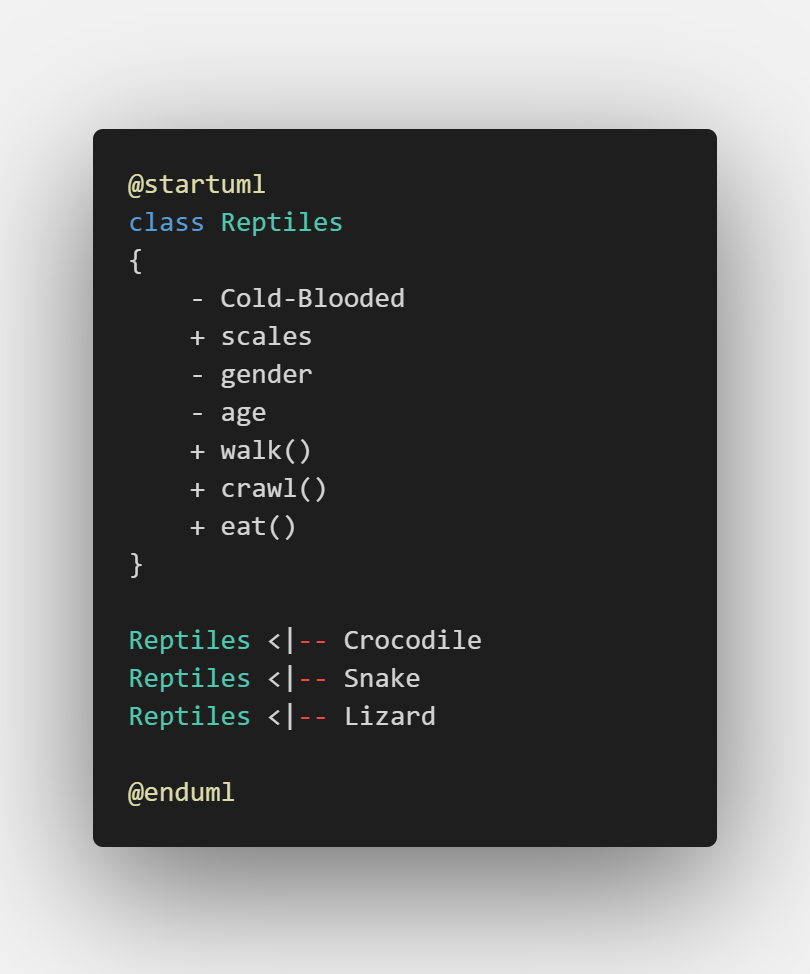 @startuml
class Reptiles
{
    - Cold-Blooded
    + scales
    - gender
    - age
    + walk()
    + crawl()
    + eat()
}

Reptiles <|-- Crocodile
Reptiles <|-- Snake
Reptiles <|-- Lizard

@enduml